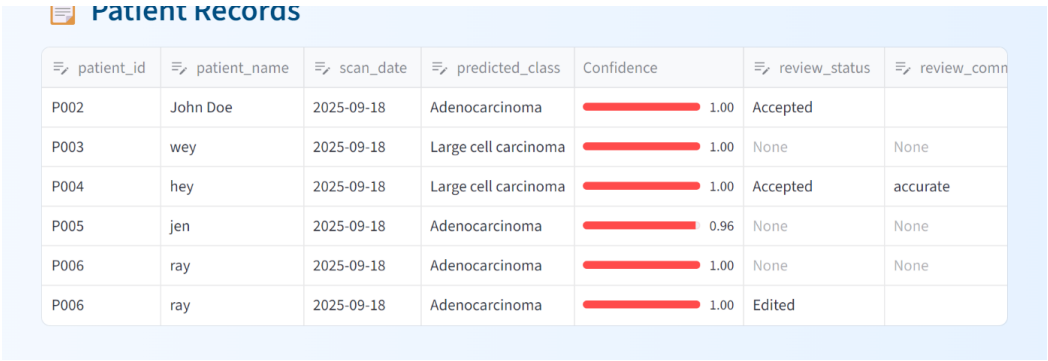 Patient Records
patient_id patient_name scan_date predicted_class Confidence review_status review_comm
P002 John Doe 2025-09-18 Adenocarcinoma 1.00 Accepted
P003 wey 2025-09-18 Large cell carcinoma 1.00 None None
P004 hey 2025-09-18 Large cell carcinoma 1.00 Accepted accurate
P005 jen 2025-09-18 Adenocarcinoma 0.96 None None
P006 ray 2025-09-18 Adenocarcinoma 1.00 None None
P006 ray 2025-09-18 Adenocarcinoma 1.00 Edited